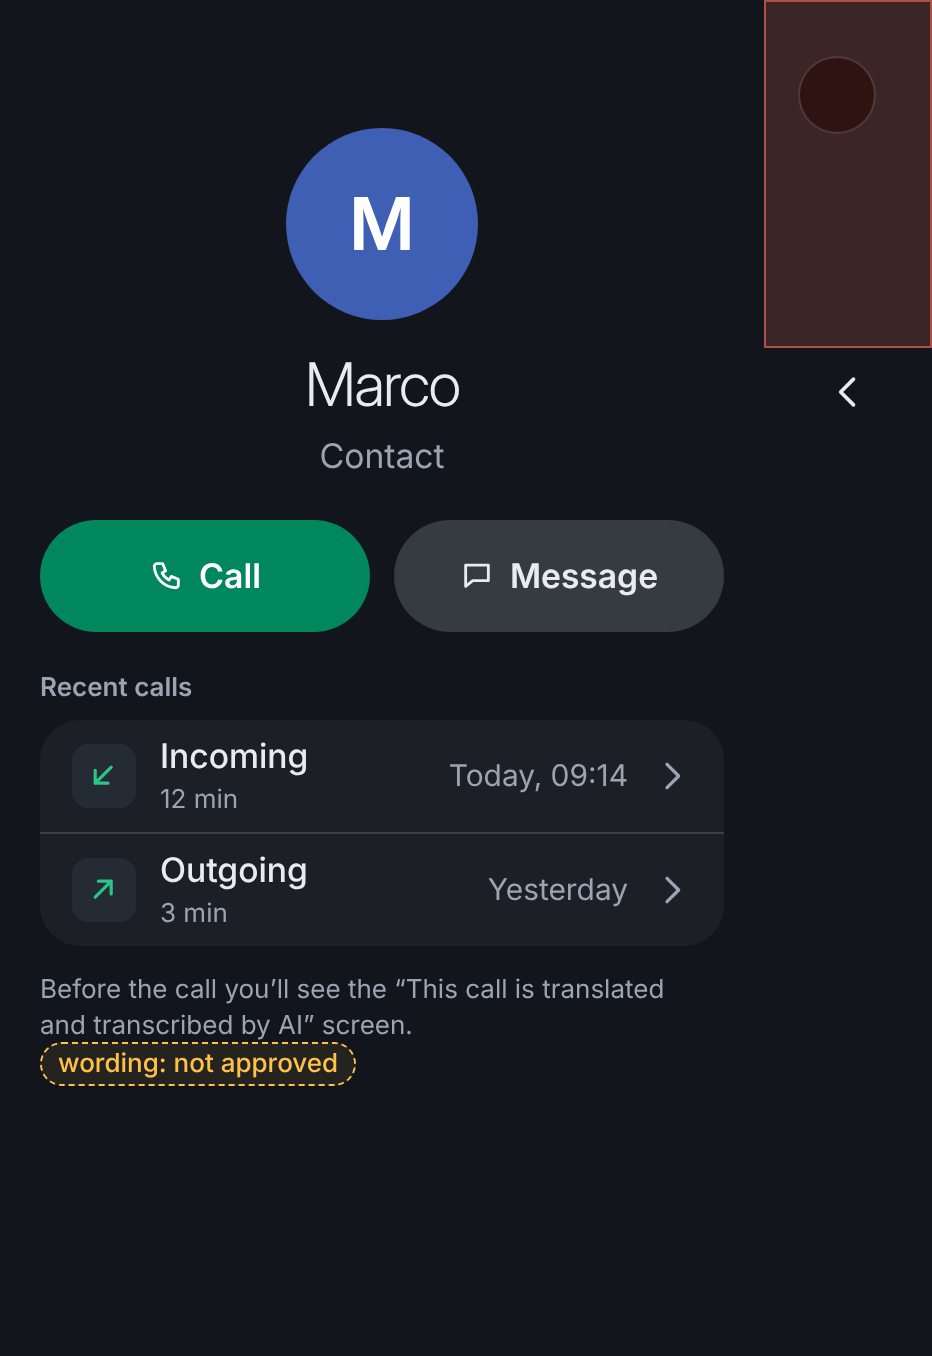 M
Marco
Contact
Call
Message
Recent calls
Incoming
12 min
Today, 09:14
Outgoing
3 min
Yesterday
Before the call you’ll see the “This call is translated
and transcribed by AI” screen.
wording: not approved